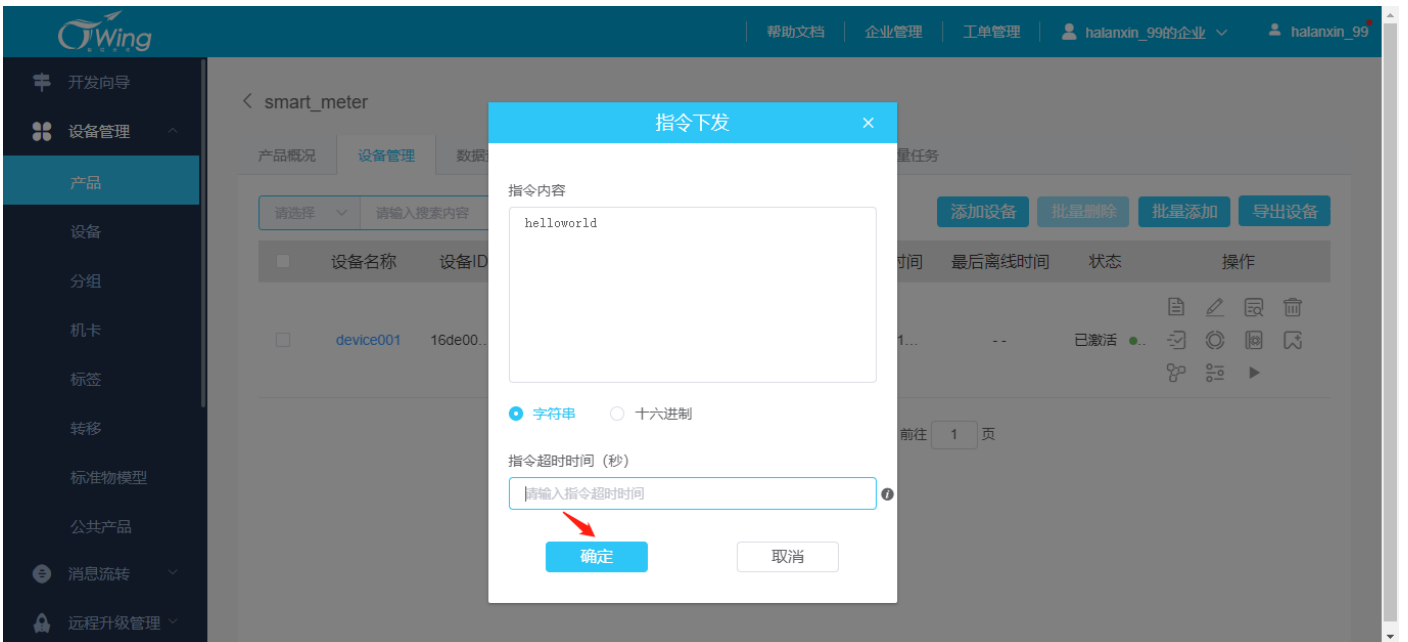 Wing
帮助文档 企业管理 工单管理 halanxin_99的企业 halanxin_99
开发向导
设备管理
产品
设备
分组
机卡
标签
转移
标准物模型
公共产品
消息流转
远程升级管理
smart_meter
产品概况 设备管理 数据 量任务
请选择 请输入搜索内容 添加设备 批量删除 批量添加 导出设备
设备名称 设备ID 时间 最后离线时间 状态 操作
device001 16de00.. 1... - - 已激活 ..
前往 1 页
指令下发
指令内容
helloworld
字符串 十六进制
指令超时时间（秒）
请输入指令超时时间
确定 取消